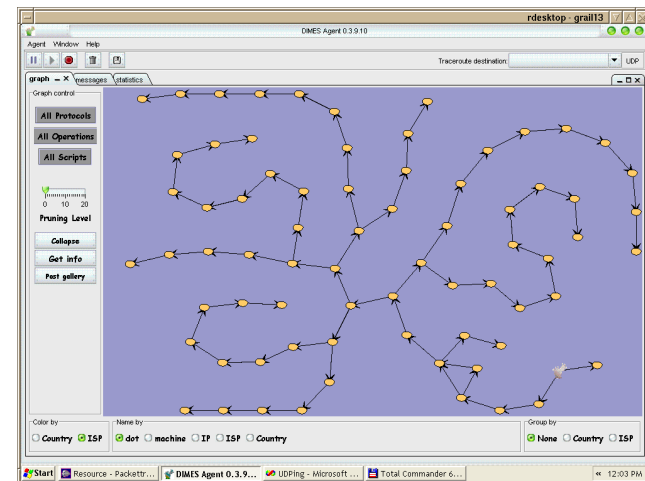 rdesktop - grail13
DIMES Agent 0.3.9.10
Agent Window Help
Traceroute destination: UDP
graph messages statistics
Graph control
All Protocols
All Operations
All Scripts
0 10 20
Pruning Level
Collapse
Get info
Past gallery
Color by
Country ISP
Name by
dot machine IP ISP Country
Group by
None Country ISP
Start Resource - Packettr... DIMES Agent 0.3.9... UDPing - Microsoft ... Total Commander 6... « 12:03 PM